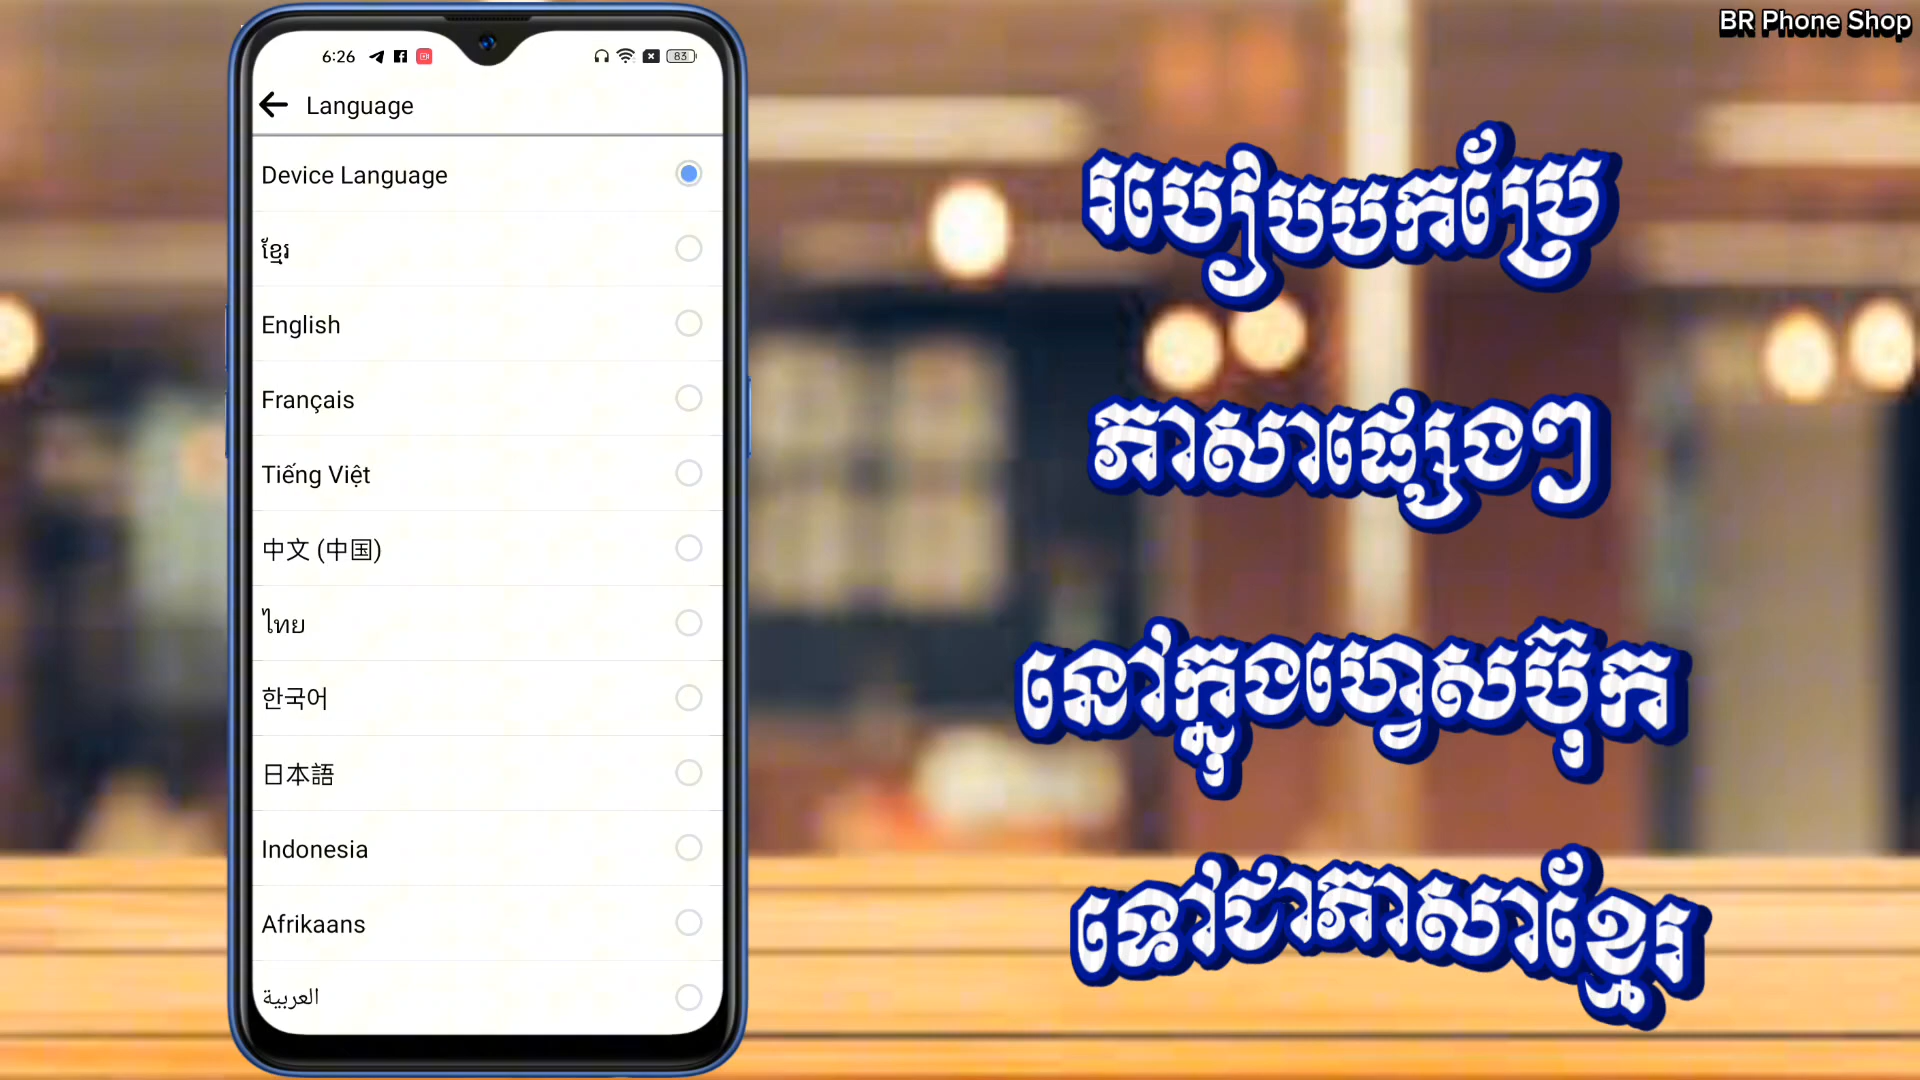 BR Phone Shop
6:26
83
Language
Device Language
ខ្មែរ
English
Français
Tiếng Việt
中文 (中国)
ไทย
한국어
日本語
Indonesia
Afrikaans
العربية
របៀបបកប្រែ
ភាសាផ្សេងៗ
នៅក្នុងហ្វេសប៊ុក
ទៅជាភាសាខ្មែរ